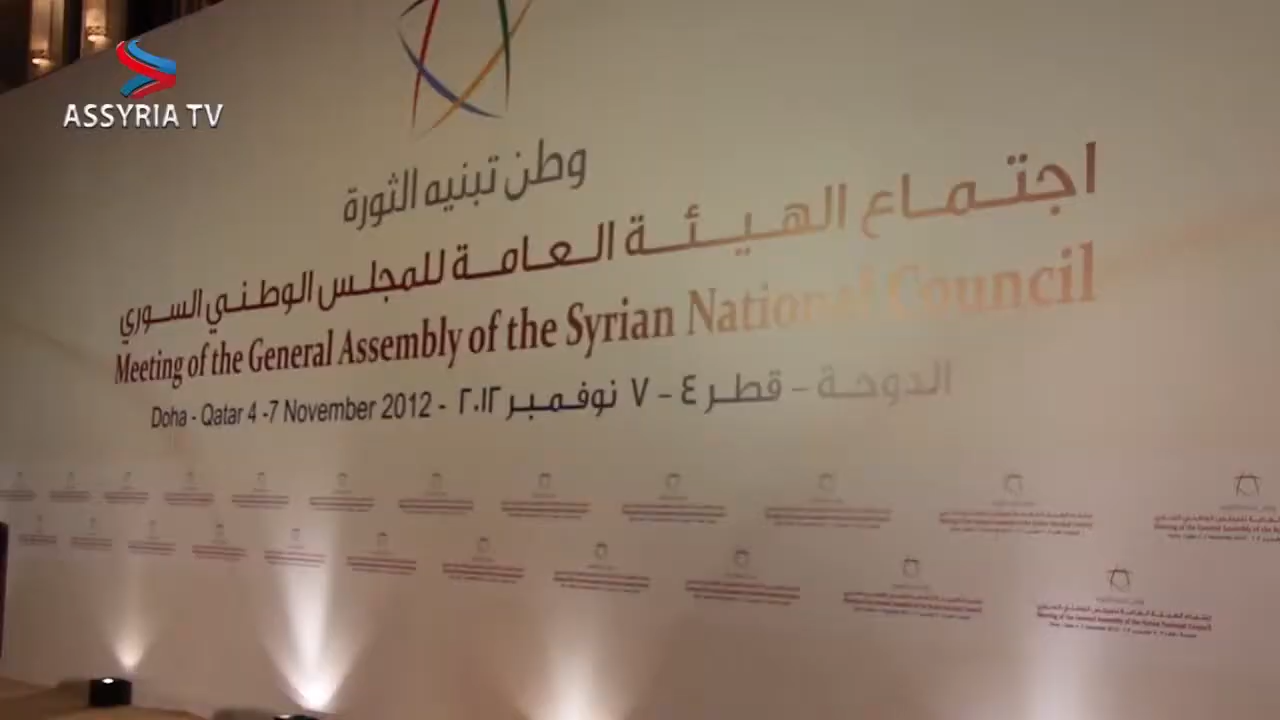 ASSYRIA TV
وطن تبنيه الثورة
اجتماع الهيئة العامة للمجلس الوطني السوري
Meeting of the General Assembly of the Syrian National Council
Doha - Qatar 4 -7 November 2012 - الدوحة - قطر ٤ - ٧ نوفمبر ٢٠١٢